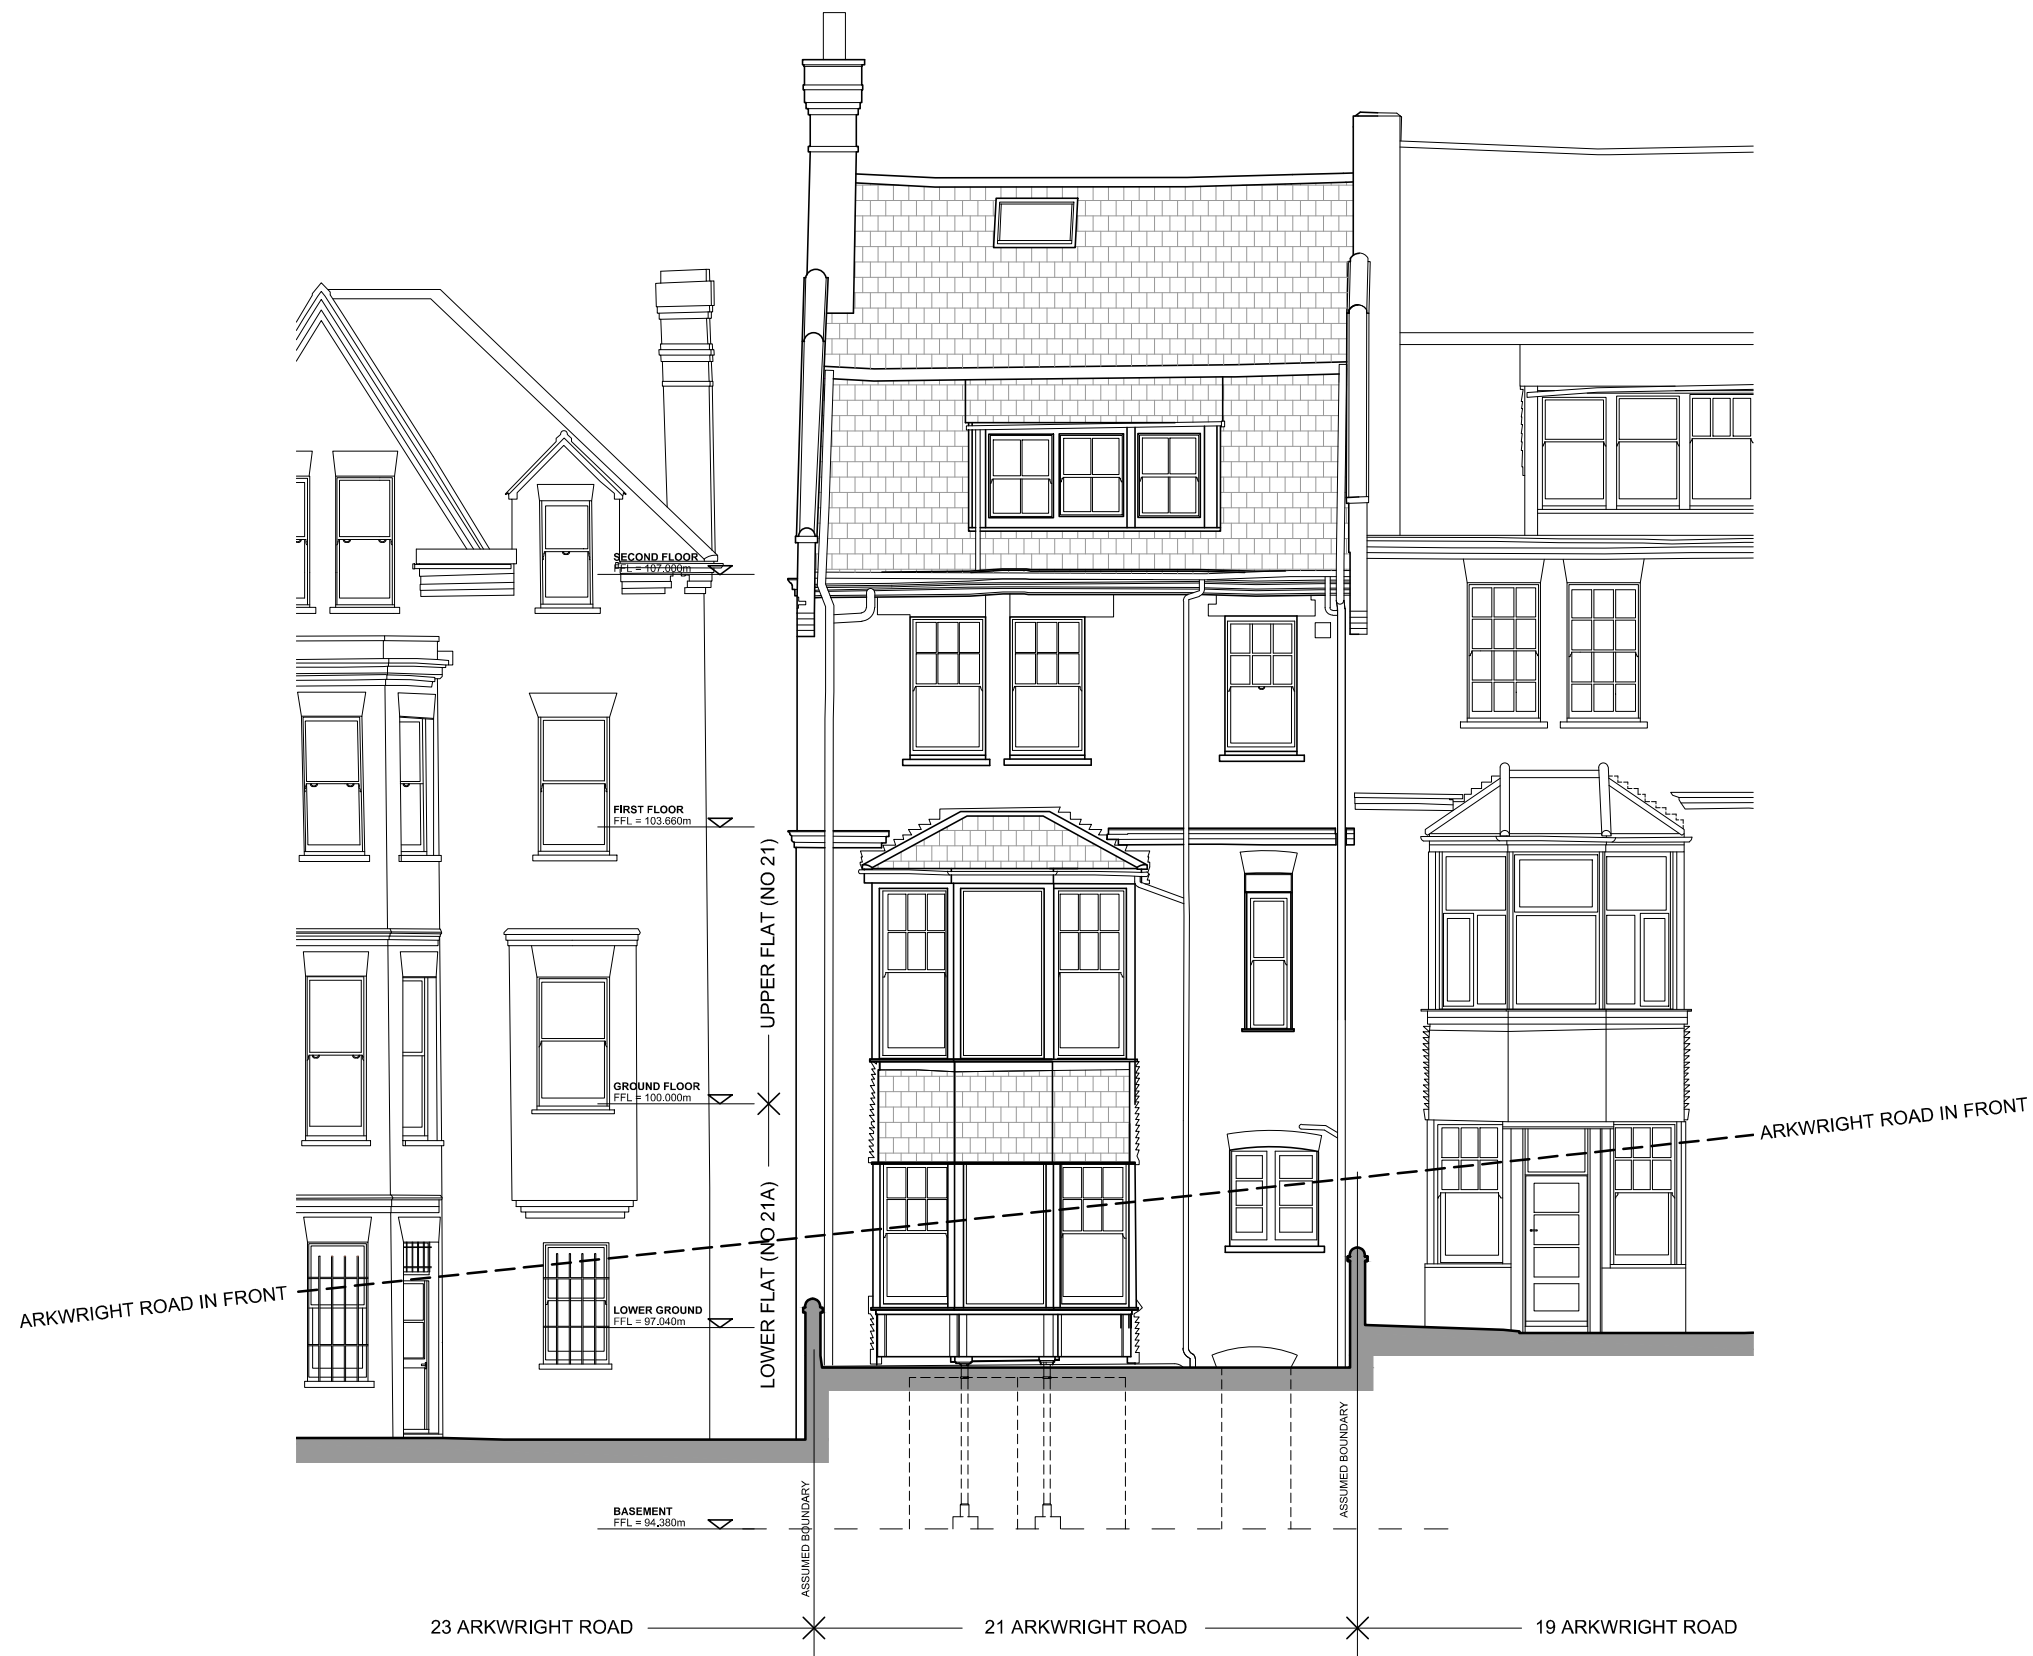 SECOND FLOOR
FFL = 107.000m
FIRST FLOOR
FFL = 103.660m
UPPER FLAT (NO 21)
GROUND FLOOR
FFL = 100.000m
ARKWRIGHT ROAD IN FRONT
LOWER FLAT (NO 21A)
ARKWRIGHT ROAD IN FRONT
LOWER GROUND
FFL = 97.040m
ASSUMED BOUNDARY
ASSUMED BOUNDARY
BASEMENT
FFL = 94.380m
23 ARKWRIGHT ROAD
21 ARKWRIGHT ROAD
19 ARKWRIGHT ROAD